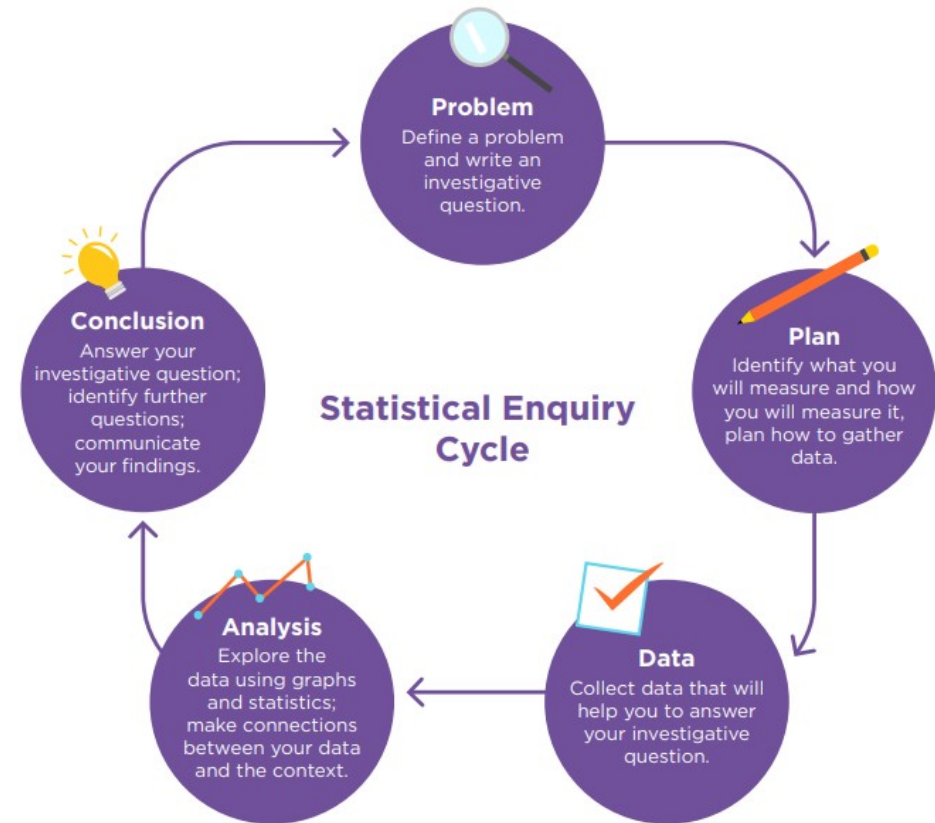 Problem
Define a problem
and write an
investigative
question.
Plan
Identify what you
will measure and how
you will measure it,
plan how to gather
data.
Data
Collect data that will
help you to answer
your investigative
question.
Analysis
Explore the
data using graphs
and statistics;
make connections
between your data
and the context.
Conclusion
Answer your
investigative question;
identify further
questions;
communicate
your findings.
Statistical Enquiry
Cycle